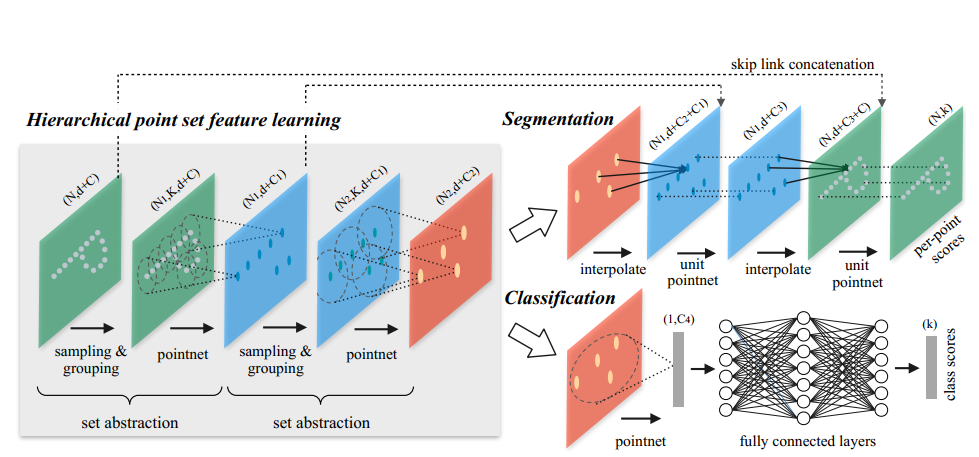 skip link concatenation
Hierarchical point set feature learning
(N,d+C)
(N1,K,d+C)
(N1,d+C1)
(N2,K,d+C1)
(N2,d+C2)
sampling &
grouping
pointnet
sampling &
grouping
pointnet
set abstraction
set abstraction
Segmentation
(N1,d+C2+C1)
(N1,d+C3)
(N,d+C3+C)
(N,k)
interpolate
unit
pointnet
interpolate
unit
pointnet
per-point
scores
Classification
(1,C4)
(k)
class scores
pointnet
fully connected layers